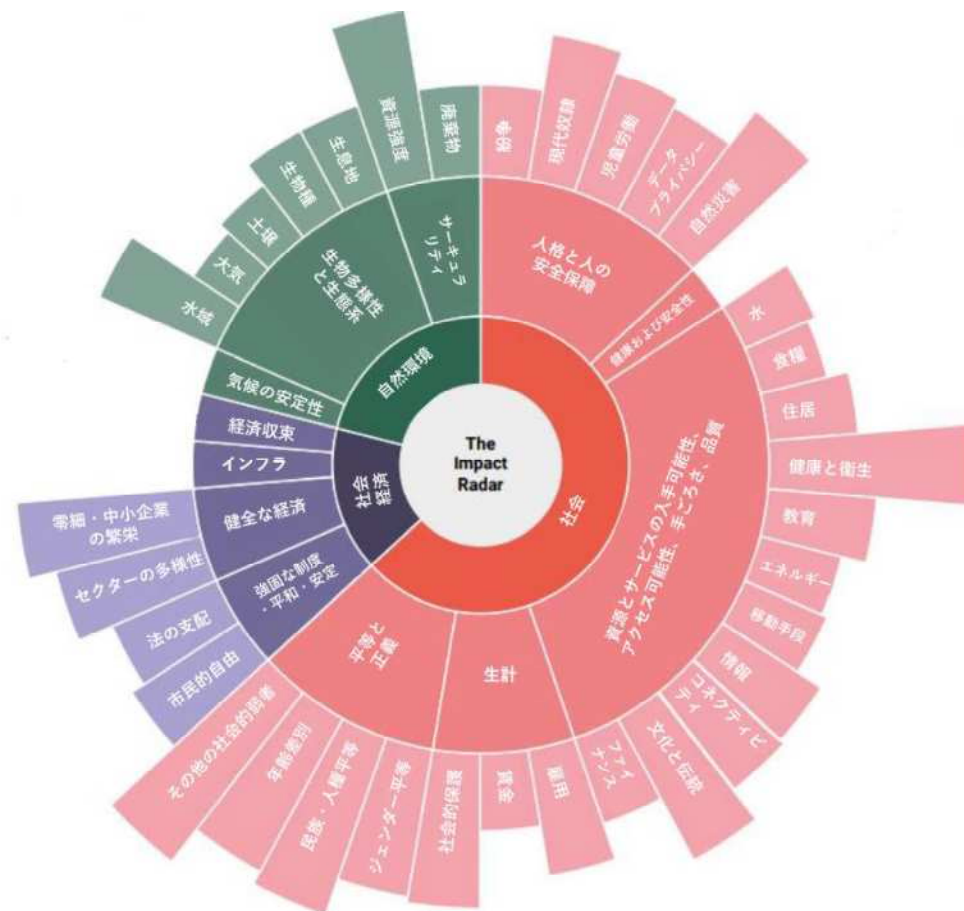 The
Impact
Radar
社会
人格と人の
安全保障
紛争
現代奴隷
児童労働
データ
プライバシー
自然災害
健康および安全性
資源とサービスの入手可能性、
アクセス可能性、手ごろさ、品質
水
食糧
住居
健康と衛生
教育
エネルギー
移動手段
情報
コネクティビ
ティ
文化と伝統
ファイ
ナンス
生計
雇用
賃金
社会的保護
平等と
正義
ジェンダー平等
民族・人種平等
年齢差別
その他の社会的弱者
社会
経済
強固な制度
・平和・安定
市民的自由
法の支配
健全な経済
セクターの多様性
零細・中小企業
の繁栄
インフラ
経済収束
自然環境
気候の安定性
生物多様性
と生態系
水域
大気
土壌
生物種
生息地
サーキュラ
リティ
資源強度
廃棄物